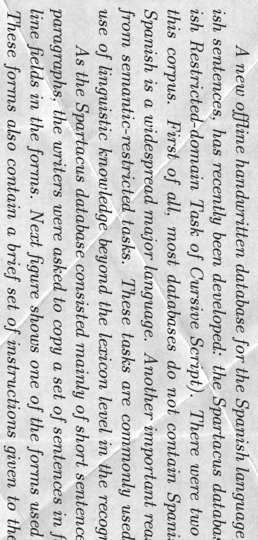 A new offline handwritten database for the Spanish language
ish sentences, has recently been developed: the Spartacus databas
ish Restricted-domain Task of Cursive Script). There were two
this corpus. First of all, most databases do not contain Spani
Spanish is a widespread major language. Another important rea
from semantic-restricted tasks. These tasks are commonly used
use of linguistic knowledge beyond the lexicon level in the recogn
As the Spartacus database consisted mainly of short sentence
paragraphs, the writers were asked to copy a set of sentences in f
line fields in the forms. Next figure shows one of the forms used
These forms also contain a brief set of instructions given to the